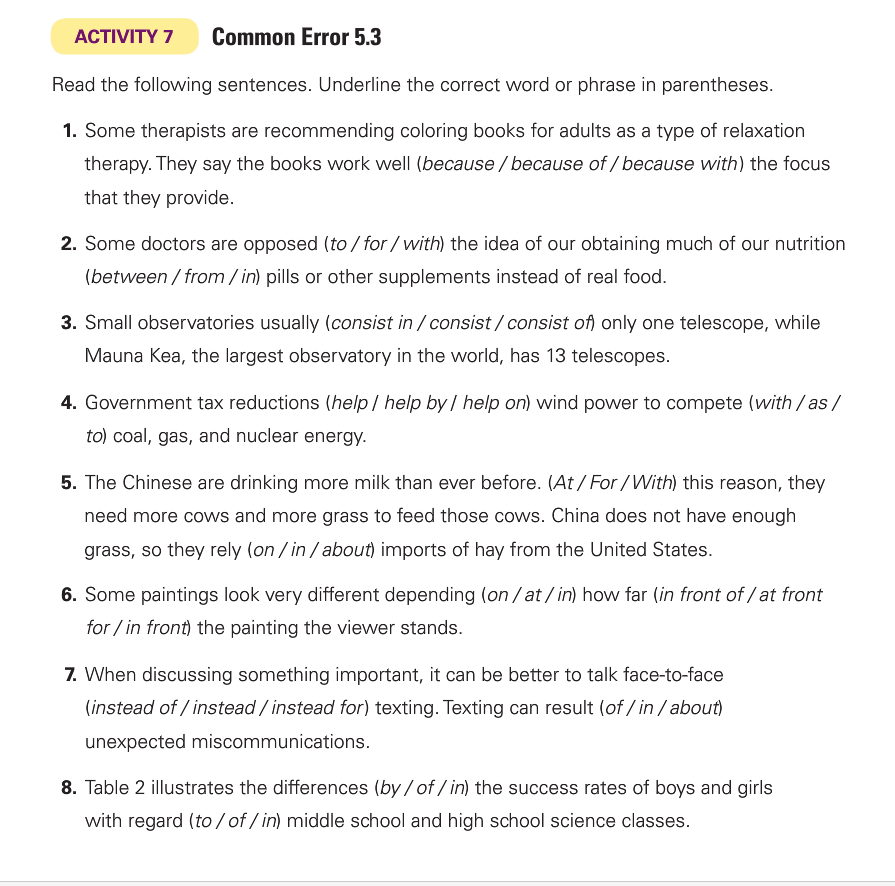 ACTIVITY 7 Common Error 5.3
Read the following sentences. Underline the correct word or phrase in parentheses.
1. Some therapists are recommending coloring books for adults as a type of relaxation
therapy. They say the books work well (because / because of / because with) the focus
that they provide.
2. Some doctors are opposed (to / for / with) the idea of our obtaining much of our nutrition
(between / from / in) pills or other supplements instead of real food.
3. Small observatories usually (consist in / consist / consist of) only one telescope, while
Mauna Kea, the largest observatory in the world, has 13 telescopes.
4. Government tax reductions (help / help by / help on) wind power to compete (with / as /
to) coal, gas, and nuclear energy.
5. The Chinese are drinking more milk than ever before. (At / For / With) this reason, they
need more cows and more grass to feed those cows. China does not have enough
grass, so they rely (on / in / about) imports of hay from the United States.
6. Some paintings look very different depending (on / at / in) how far (in front of / at front
for / in front) the painting the viewer stands.
7. When discussing something important, it can be better to talk face-to-face
(instead of / instead / instead for) texting. Texting can result (of / in / about)
unexpected miscommunications.
8. Table 2 illustrates the differences (by / of / in) the success rates of boys and girls
with regard (to / of / in) middle school and high school science classes.